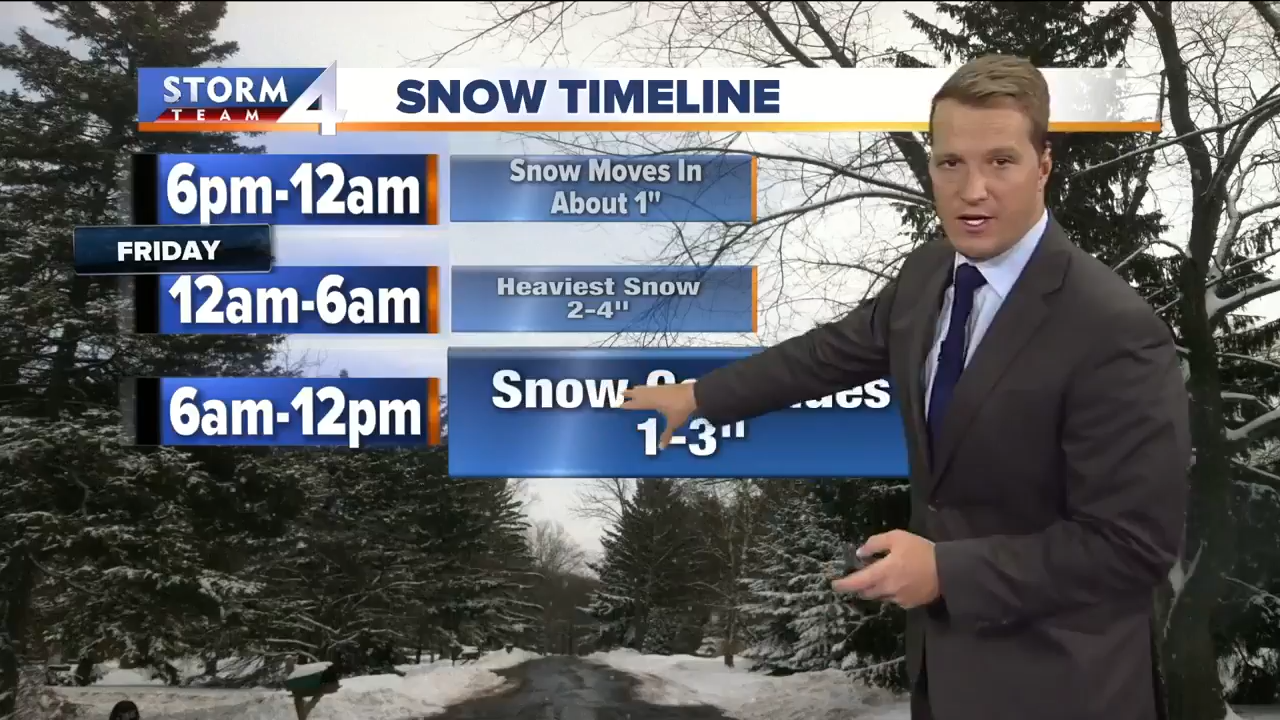 STORM
TEAM
4
SNOW TIMELINE
6pm-12am
Snow Moves In
About 1"
FRIDAY
12am-6am
Heaviest Snow
2-4"
6am-12pm
Snow
1-3"